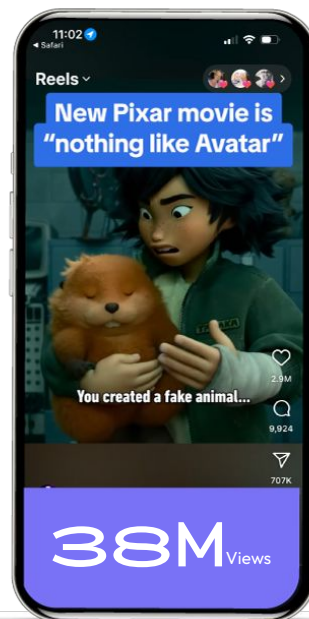 11:02
◀ Safari
Reels
New Pixar movie is
“nothing like Avatar”
TANAKA
2.9M
You created a fake animal...
9,924
707K
38M Views